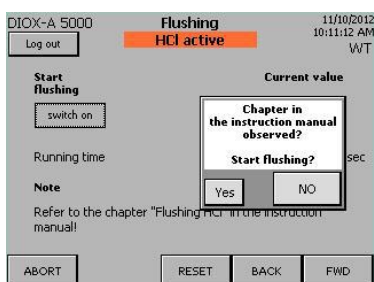 DIOX-A 5000
Flushing
11/10/2012
10:11:12 AM
Log out
HCl active
WT
Start
flushing
Current value
switch on
Chapter in
the instruction manual
observed?
Start flushing?
Yes
NO
Running time
sec
Note
Refer to the chapter "Flushing HCl" in the instruction
manual!
ABORT
RESET
BACK
FWD